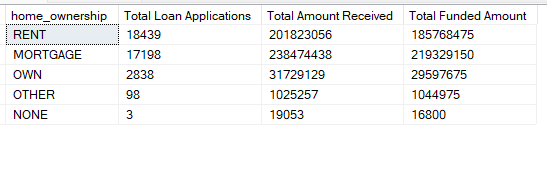 home_ownership Total Loan Applications Total Amount Received Total Funded Amount
RENT 18439 201823056 185768475
MORTGAGE 17198 238474438 219329150
OWN 2838 31729129 29597675
OTHER 98 1025257 1044975
NONE 3 19053 16800